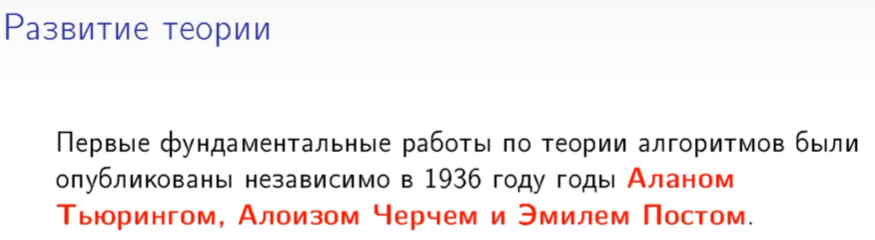 Развитие теории
Первые фундаментальные работы по теории алгоритмов были
опубликованы независимо в 1936 году годы Аланом
Тьюрингом, Алоизом Черчем и Эмилем Постом.